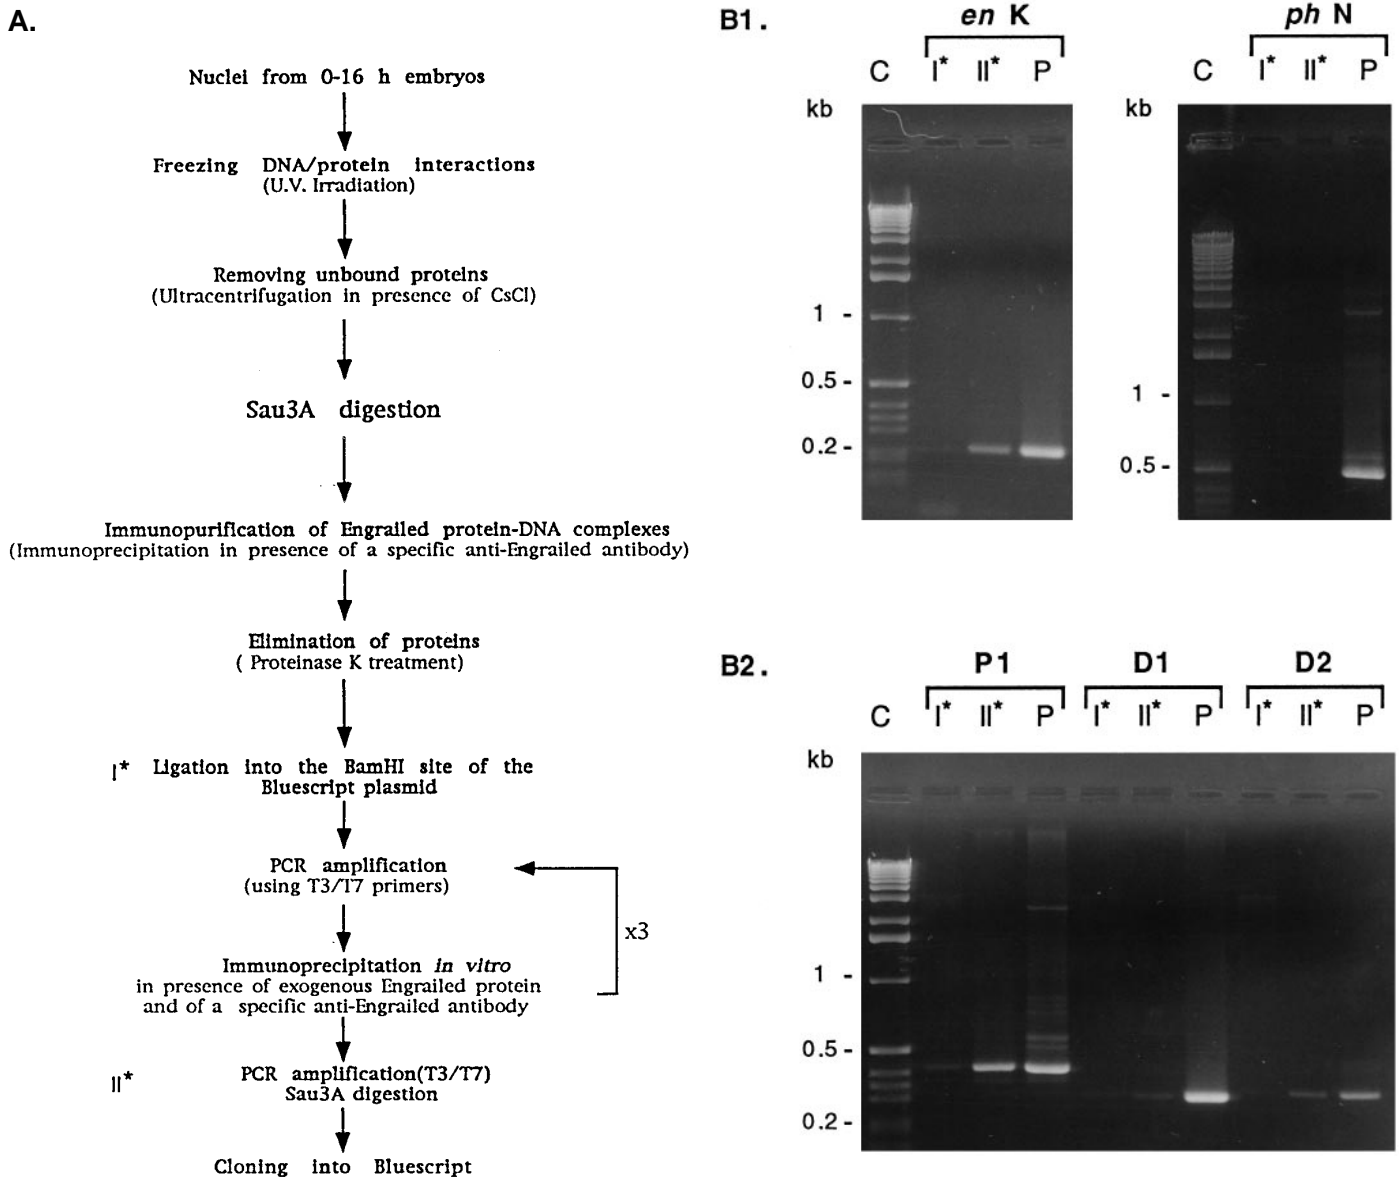 A.
Nuclei from 0-16 h embryos
Freezing DNA/protein interactions
(U.V. Irradiation)
Removing unbound proteins
(Ultracentrifugation in presence of CsCl)
Sau3A digestion
Immunopurification of Engrailed protein-DNA complexes
(Immunoprecipitation in presence of a specific anti-Engrailed antibody)
Elimination of proteins
( Proteinase K treatment)
I* Ligation into the BamHI site of the
Bluescript plasmid
PCR amplification
(using T3/T7 primers)
x3
Immunoprecipitation in vitro
in presence of exogenous Engrailed protein
and of a specific anti-Engrailed antibody
II* PCR amplification(T3/T7)
Sau3A digestion
Cloning into Bluescript
B1.
en K
C I* II* P
kb
1 -
0.5 -
0.2 -
ph N
C I* II* P
kb
1 -
0.5 -
B2.
P1 D1 D2
C I* II* P I* II* P I* II* P
kb
1 -
0.5 -
0.2 -